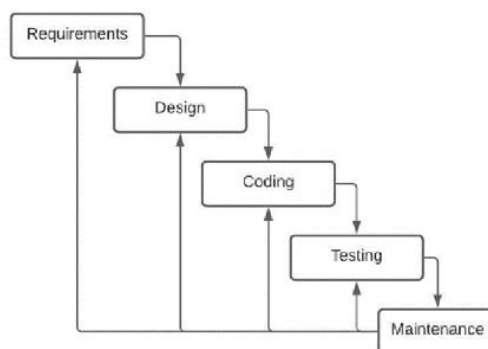 Requirements
Design
Coding
Testing
Maintenance